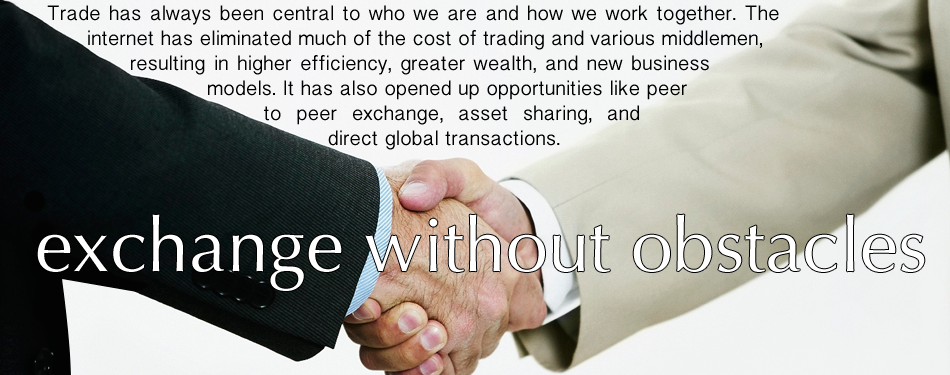 Trade has always been central to who we are and how we work together. The
internet has eliminated much of the cost of trading and various middlemen,
resulting in higher efficiency, greater wealth, and new business
models. It has also opened up opportunities like peer
to peer exchange, asset sharing, and
direct global transactions.
exchange without obstacles